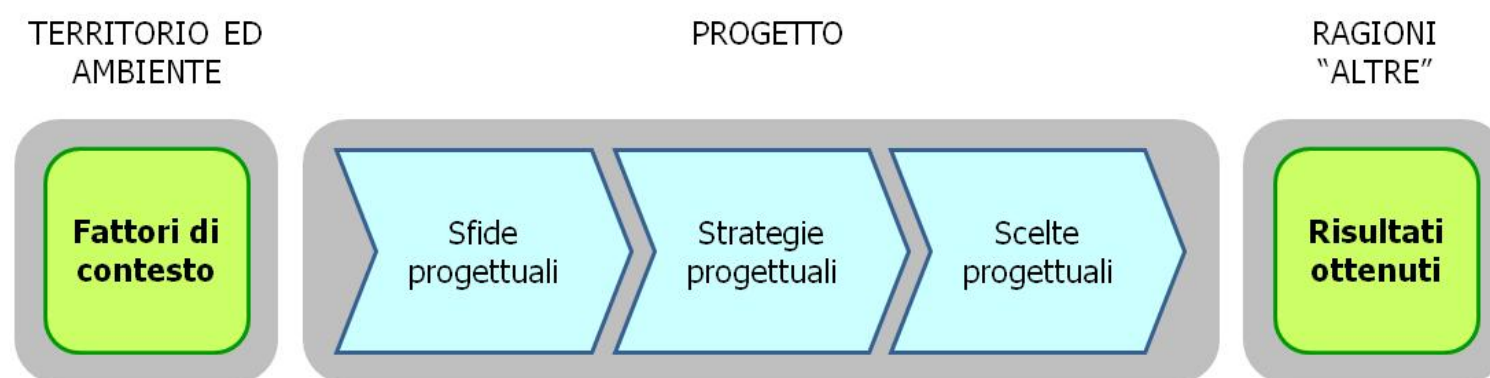 TERRITORIO ED
AMBIENTE
PROGETTO
RAGIONI
“ALTRE”
Fattori di
contesto
Sfide
progettuali
Strategie
progettuali
Scelte
progettuali
Risultati
ottenuti